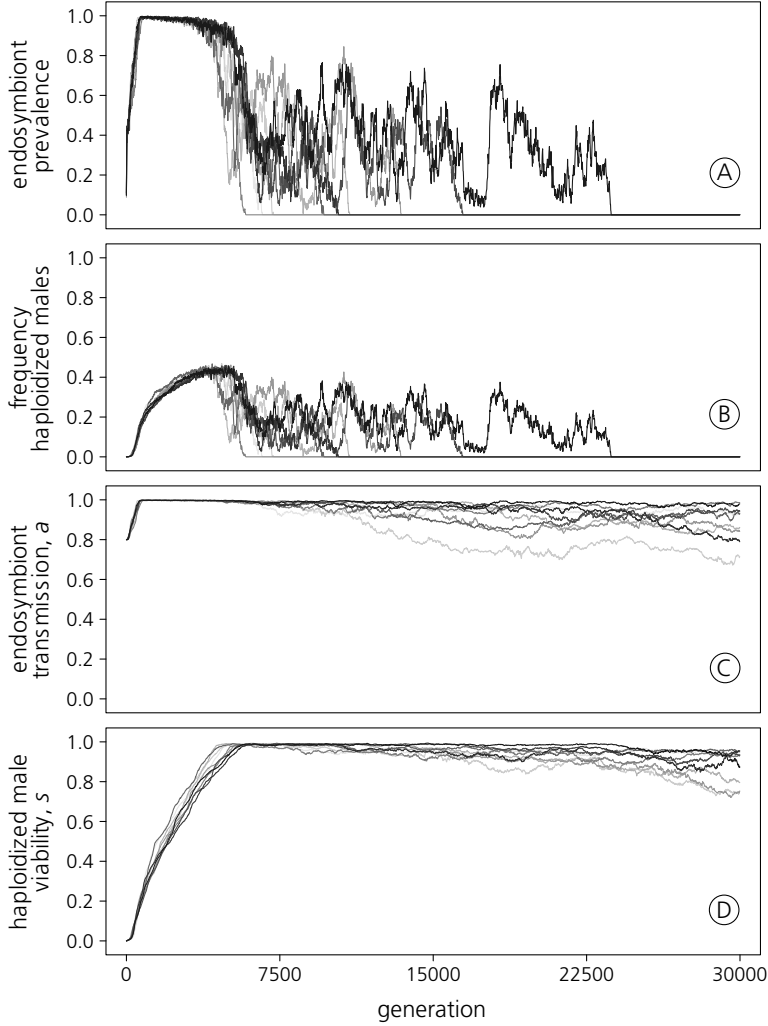 endosymbiont
prevalence
1.0
0.8
0.6
0.4
0.2
0.0
A
frequency
haploidized males
1.0
0.8
0.6
0.4
0.2
0.0
B
endosymbiont
transmission, a
1.0
0.8
0.6
0.4
0.2
0.0
C
haploidized male
viability, s
1.0
0.8
0.6
0.4
0.2
0.0
D
0 7500 15000 22500 30000
generation